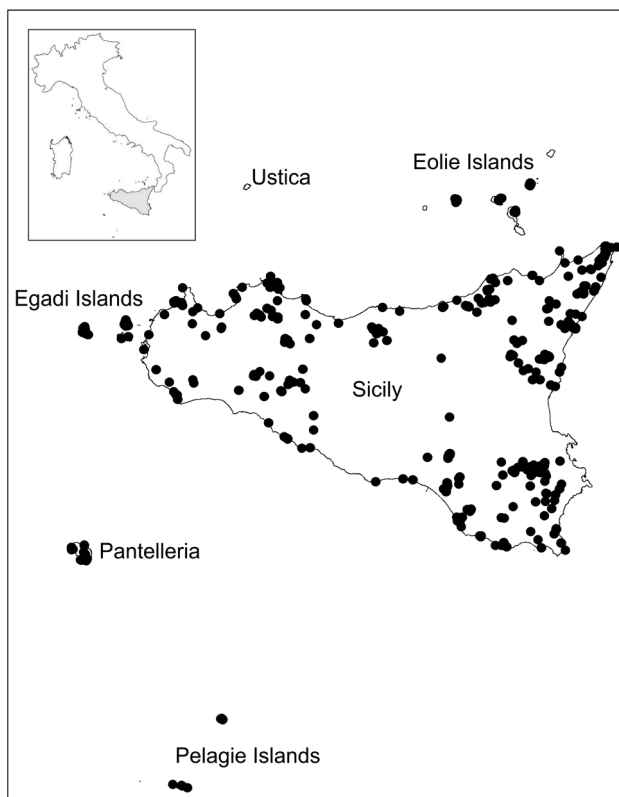 Eolie Islands
Ustica
Egadi Islands
Sicily
Pantelleria
Pelagie Islands